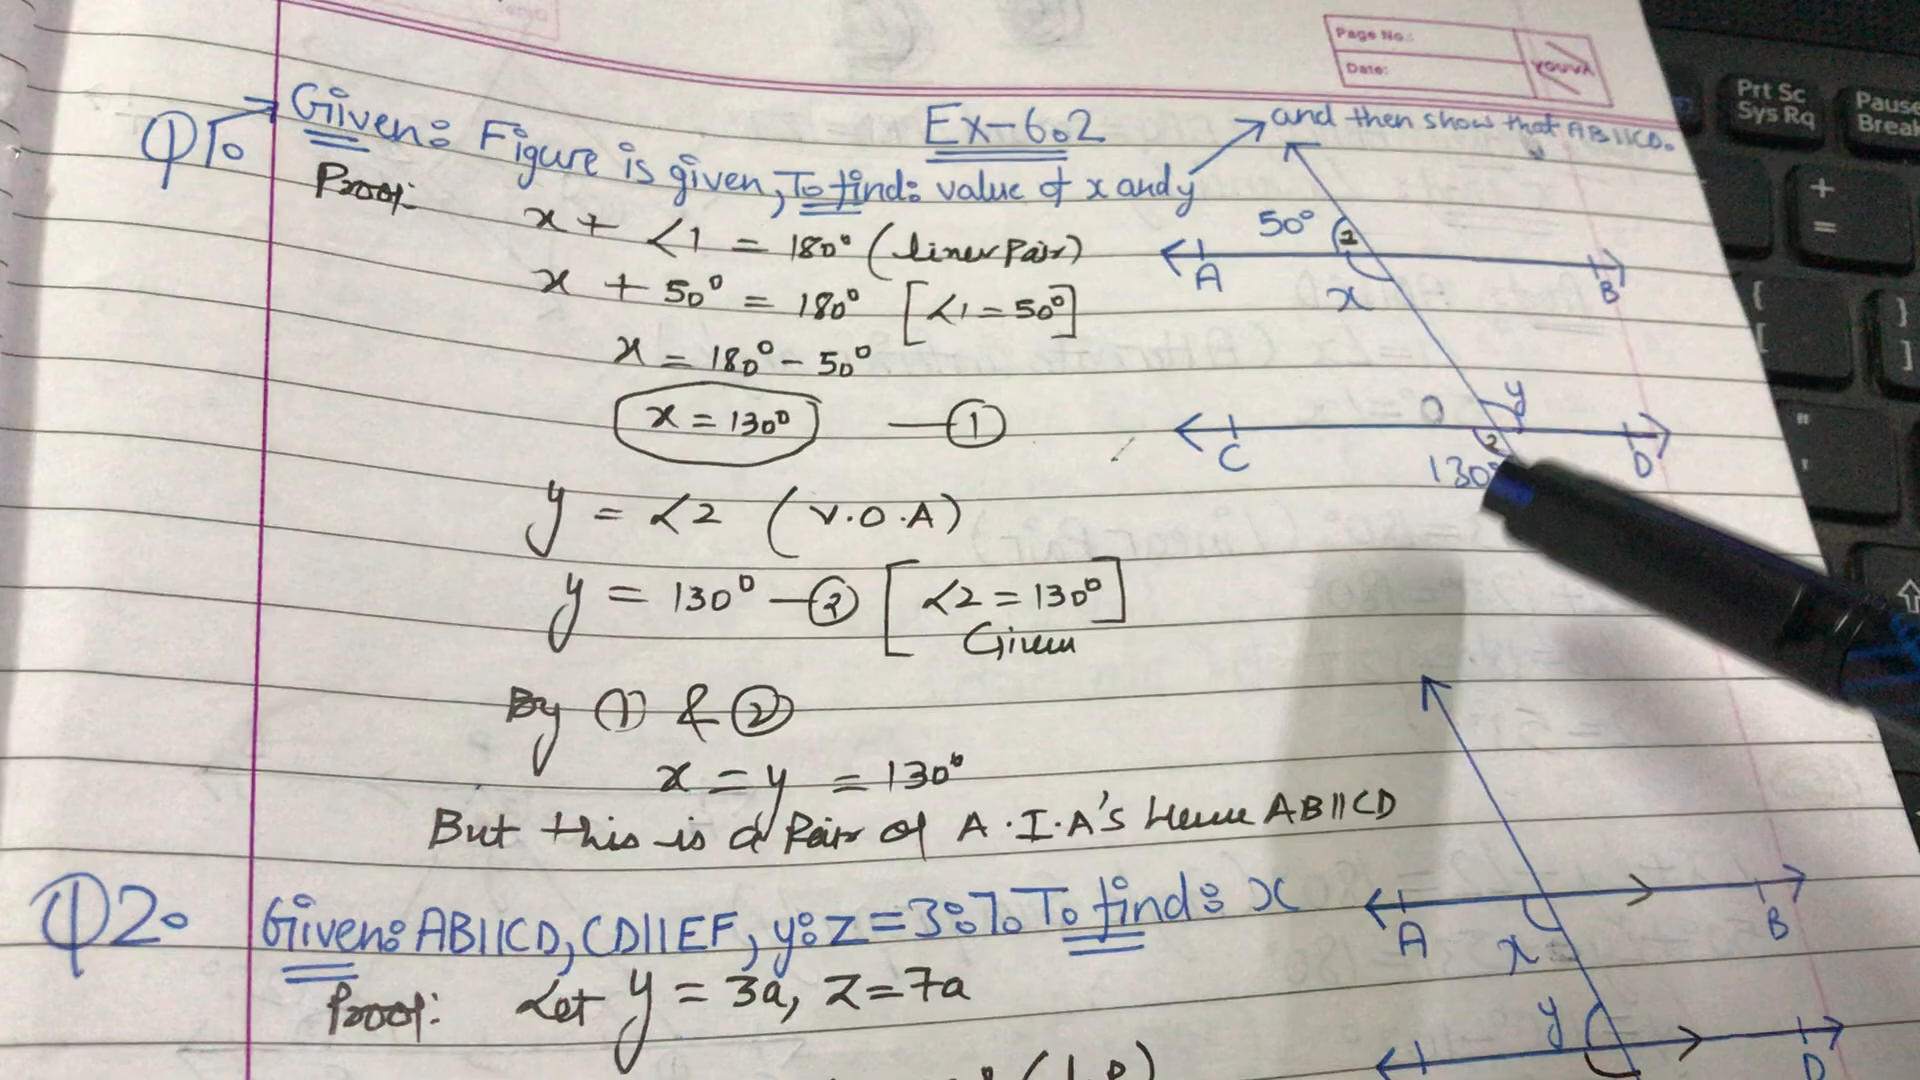 Page No.:
Date:
YOUVA
Ex-6.2
Q1. Given: Figure is given, To find: value of x and y
and then show that AB||CD.
Proof:
x + ∠1 = 180° (liner Pair)
x + 50° = 180° [∠1 = 50°]
x = 180° - 50°
x = 130° — ①
y = ∠2 (V.O.A)
y = 130° — ② [∠2 = 130°]
Given
By ① & ②
x = y = 130°
But this is a Pair of A.I.A's Hence AB||CD
50° 1
A x B
O y
C 2 D
130°
Q2. Given: AB||CD, CD||EF, y:z = 3:7. To find: x
Proof: Let y = 3a, z = 7a
A x B
y D
Prt Sc
Sys Rq
Pause
Break
+
=
{
[
}
]
"
'